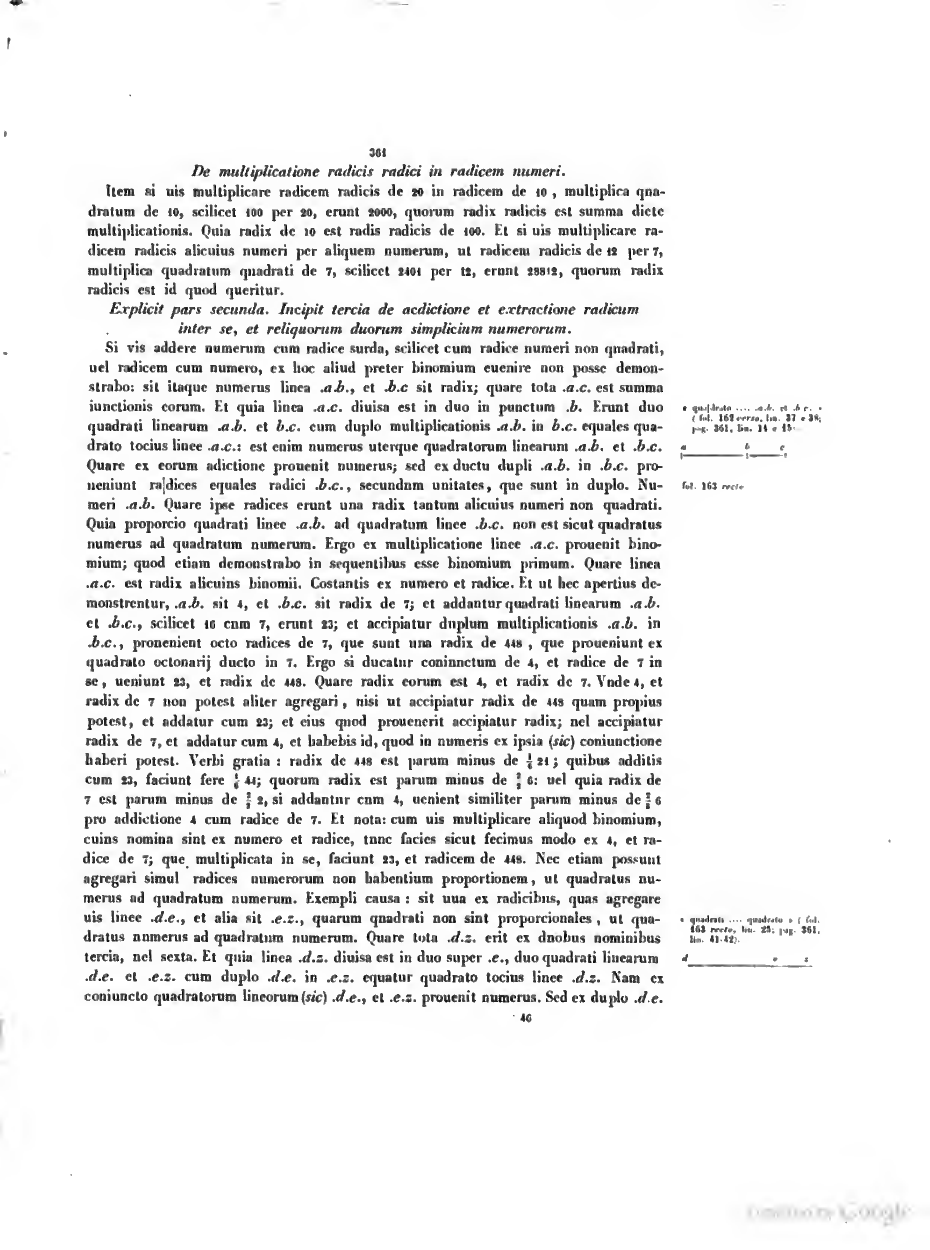 361
De multiplicatione radicis radici in radicem numeri.
Item si uis multiplicare radicem radicis de 20 in radicem de 10 , multiplica qua-
dratum de 10, scilicet 100 per 20, erunt 2000, quorum radix radicis est summa dicte
multiplicationis. Quia radix de 10 est radis radicis de 100. Et si uis multiplicare ra-
dicem radicis alicuius numeri per aliquem numerum, ut radicem radicis de 12 per 7,
multiplica quadratum quadrati de 7, scilicet 2401 per 12, erunt 28812, quorum radix
radicis est id quod queritur.
Explicit pars secunda. Incipit tercia de acdictione et extractione radicum
inter se, et reliquorum duorum simplicium numerorum.
Si vis addere numerum cum radice surda, scilicet cum radice numeri non quadrati,
uel radicem cum numero, ex hoc aliud preter binomium euenire non posse demon-
strabo: sit itaque numerus linea .a.b., et .b.c sit radix; quare tota .a.c. est summa
iunctionis eorum. Et quia linea .a.c. diuisa est in duo in punctum .b. Erunt duo
quadrati linearum .a.b. et b.c. cum duplo multiplicationis .a.b. in b.c. equales qua-
drato tocius linee .a.c.: est enim numerus uterque quadratorum linearum .a.b. et .b.c.
Quare ex eorum adictione prouenit numerus; sed ex ductu dupli .a.b. in .b.c. pro-
ueniunt ra|dices equales radici .b.c., secundum unitates, que sunt in duplo. Nu-
meri .a.b. Quare ipse radices erunt una radix tantum alicuius numeri non quadrati.
Quia proporcio quadrati linee .a.b. ad quadratum linee .b.c. non est sicut quadratus
numerus ad quadratum numerum. Ergo ex multiplicatione linee .a.c. prouenit bino-
mium; quod etiam demonstrabo in sequentibus esse binomium primum. Quare linea
.a.c. est radix alicuius binomii. Costantis ex numero et radice. Et ut hec apertius de-
monstrentur, .a.b. sit 4, et .b.c. sit radix de 7; et addantur quadrati linearum .a.b.
et .b.c., scilicet 16 cum 7, erunt 23; et accipiatur duplum multiplicationis .a.b. in
.b.c., pronenient octo radices de 7, que sunt una radix de 448 , que proueniunt ex
quadrato octonarij ducto in 7. Ergo si ducatur coniunctum de 4, et radice de 7 in
se, ueniunt 23, et radix de 448. Quare radix eorum est 4, et radix de 7. Vnde 4, et
radix de 7 non potest aliter agregari, nisi ut accipiatur radix de 448 quam propius
potest, et addatur cum 23; et eius quod prouenerit accipiatur radix; uel accipiatur
radix de 7, et addatur cum 4, et habebis id, quod in numeris ex ipsia (sic) coniunctione
haberi potest. Verbi gratia : radix de 448 est parum minus de 1/6 21; quibus additis
cum 23, faciunt fere 1/6 44; quorum radix est parum minus de 2/3 6: uel quia radix de
7 est parum minus de 2/3 2, si addantur cum 4, uenient similiter parum minus de 2/3 6
pro addictione 4 cum radice de 7. Et nota: cum uis multiplicare aliquod binomium,
cuius nomina sint ex numero et radice, tunc facies sicut fecimus modo ex 4, et ra-
dice de 7; que multiplicata in se, faciunt 23, et radicem de 448. Nec etiam possunt
agregari simul radices numerorum non habentium proportionem, ut quadratus nu-
merus ad quadratum numerum. Exempli causa : sit una ex radicibus, quas agregare
uis linee .d.e., et alia sit .e.z., quarum quadrati non sint proporcionales , ut qua-
dratus numerus ad quadratum numerum. Quare tota .d.z. erit ex duobus nominibus
tercia, uel sexta. Et quia linea .d.z. diuisa est in duo super .e., duo quadrati linearum
.d.e. et .e.z. cum duplo .d.e. in .e.z. equatur quadrato tocius linee .d.z. Nam ex
coniuncto quadratorum lineorum (sic) .d.e., et .e.z. prouenit numerus. Sed ex duplo .d.e.
46
« qua|drato .... .a.b. et .b c. »
( fol. 162 verso, lin. 37 e 38;
pag. 361, lin. 14 e 15
a b c
fol. 163 recto
« quadrati .... quadrato » ( fol.
163 recto, lin. 25; pag. 361,
lin. 41-42).
d e z
Google